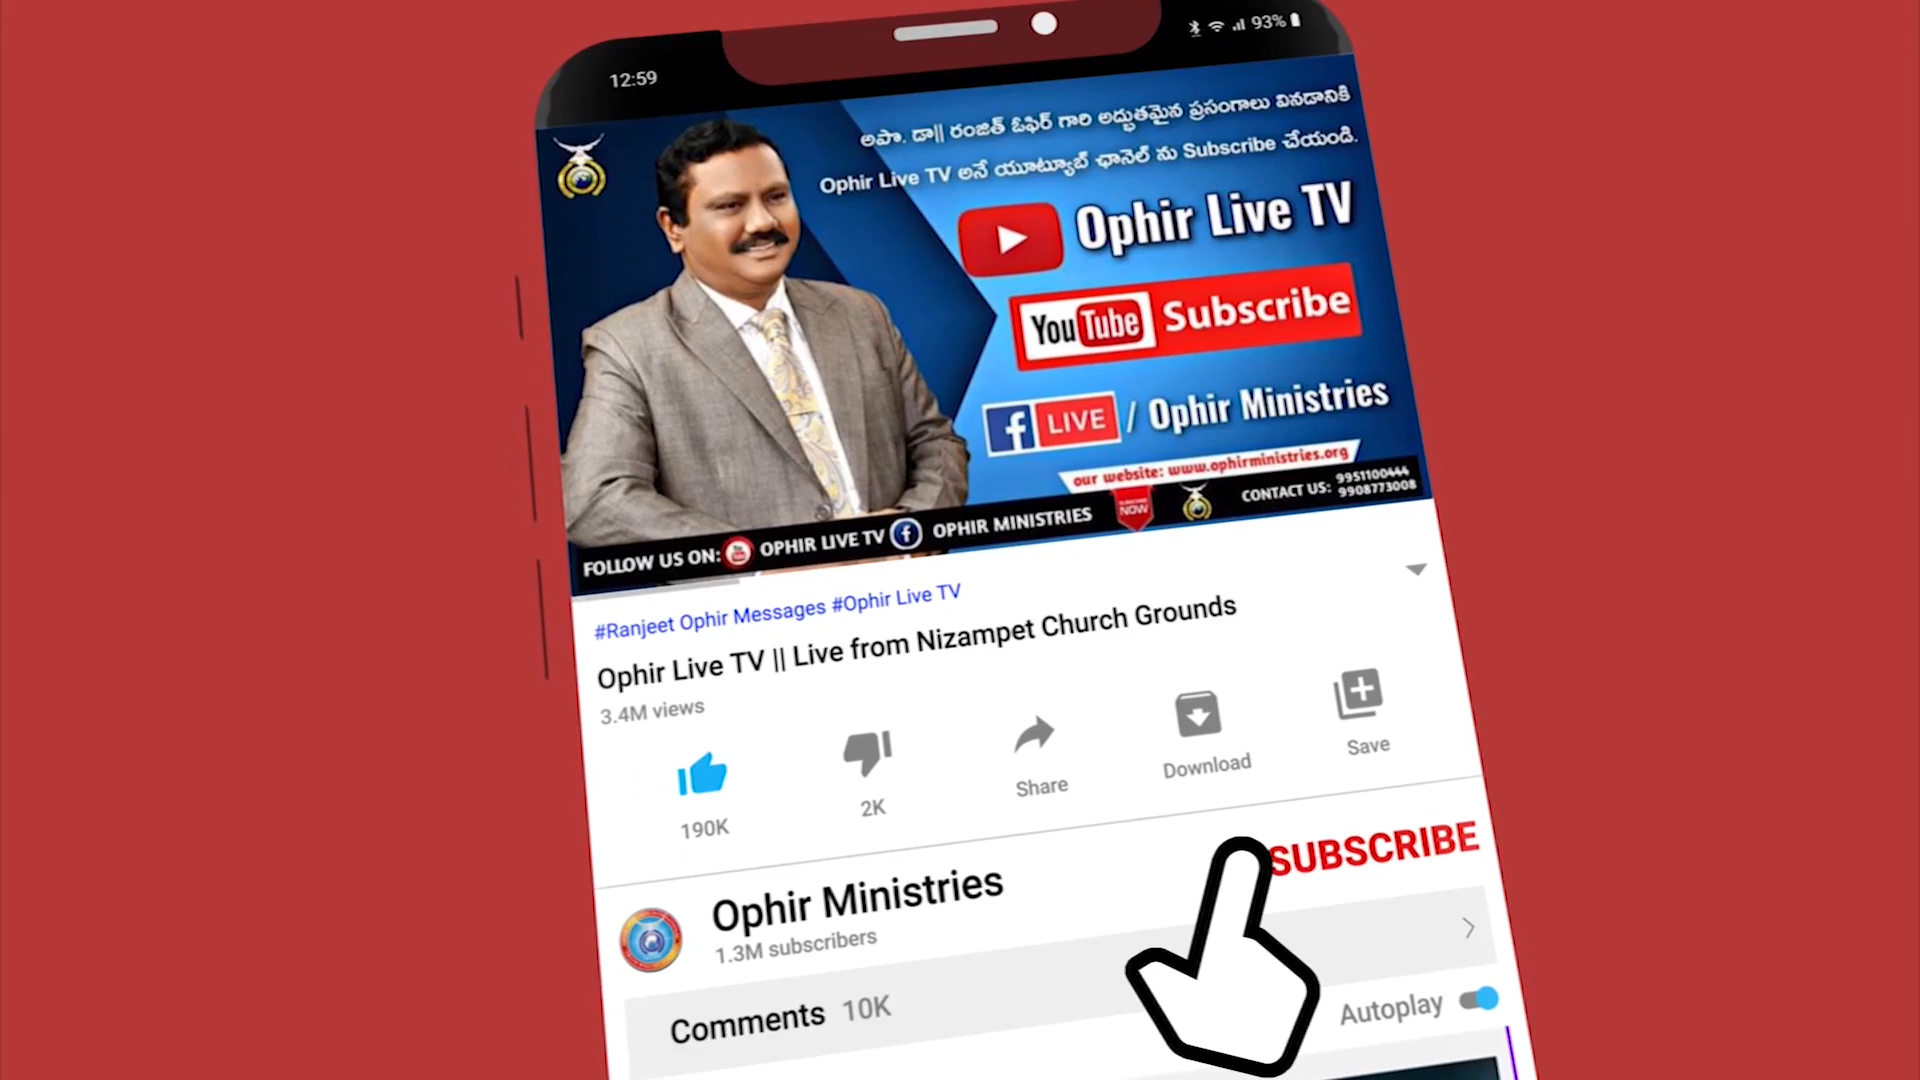 12:59
93%
అపొ. డా|| రంజిత్ ఓఫిర్ గారి అద్భుతమైన ప్రసంగాలు వినడానికి
Ophir Live TV అనే యూట్యూబ్ ఛానెల్ ను Subscribe చేయండి.
Ophir Live TV
YouTube Subscribe
f LIVE / Ophir Ministries
our website: www.ophirministries.org
FOLLOW US ON: OPHIR LIVE TV f OPHIR MINISTRIES
SUBSCRIBE NOW
CONTACT US: 9951100444
9908773008
#Ranjeet Ophir Messages #Ophir Live TV
Ophir Live TV || Live from Nizampet Church Grounds
3.4M views
190K
2K
Share
Download
Save
Ophir Ministries
1.3M subscribers
SUBSCRIBE
Comments 10K
Autoplay